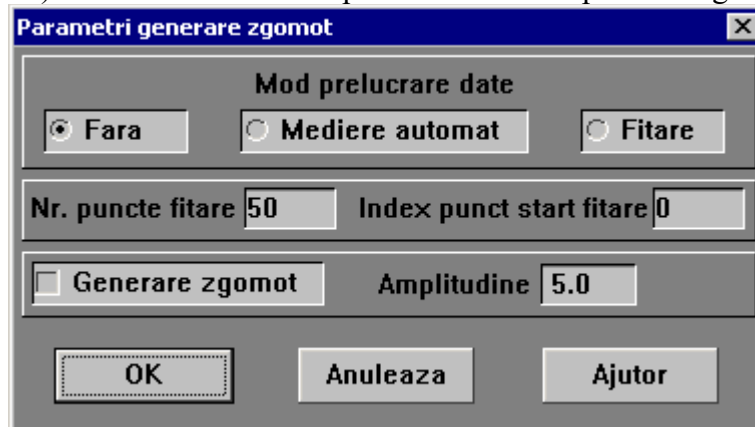 Parametri generare zgomot
Mod prelucrare date
Fara Mediere automat Fitare
Nr. puncte fitare 50 Index punct start fitare 0
Generare zgomot Amplitudine 5.0
OK Anuleaza Ajutor